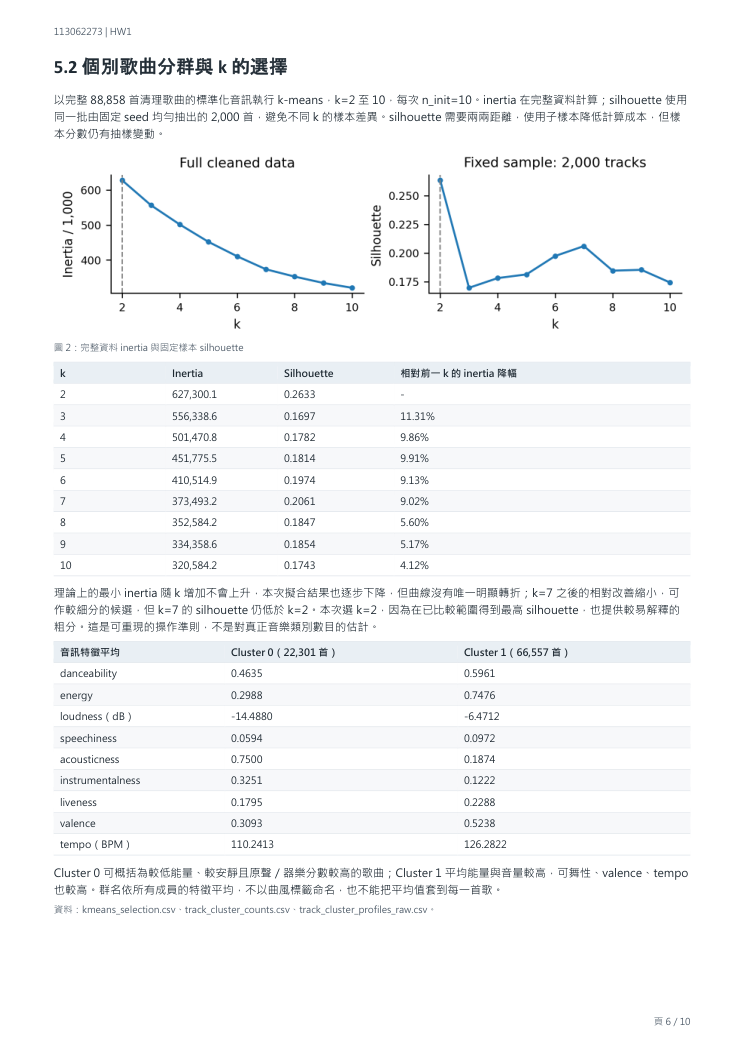 113062273 | HW1
5.2 個別歌曲分群與 k 的選擇
以完整 88,858 首清理歌曲的標準化音訊執行 k-means，k=2 至 10，每次 n_init=10。inertia 在完整資料計算；silhouette 使用
同一批由固定 seed 均勻抽出的 2,000 首，避免不同 k 的樣本差異。silhouette 需要兩兩距離，使用子樣本降低計算成本，但樣
本分數仍有抽樣變動。
Full cleaned data
Inertia / 1,000
600
500
400
2 4 6 8 10
k
Fixed sample: 2,000 tracks
Silhouette
0.250
0.225
0.200
0.175
2 4 6 8 10
k
圖 2：完整資料 inertia 與固定樣本 silhouette
k Inertia Silhouette 相對前一 k 的 inertia 降幅
2 627,300.1 0.2633 -
3 556,338.6 0.1697 11.31%
4 501,470.8 0.1782 9.86%
5 451,775.5 0.1814 9.91%
6 410,514.9 0.1974 9.13%
7 373,493.2 0.2061 9.02%
8 352,584.2 0.1847 5.60%
9 334,358.6 0.1854 5.17%
10 320,584.2 0.1743 4.12%
理論上的最小 inertia 隨 k 增加不會上升，本次擬合結果也逐步下降，但曲線沒有唯一明顯轉折；k=7 之後的相對改善縮小，可
作較細分的候選，但 k=7 的 silhouette 仍低於 k=2。本次選 k=2，因為在已比較範圍得到最高 silhouette，也提供較易解釋的
粗分。這是可重現的操作準則，不是對真正音樂類別數目的估計。
音訊特徵平均 Cluster 0（22,301 首） Cluster 1（66,557 首）
danceability 0.4635 0.5961
energy 0.2988 0.7476
loudness（dB） -14.4880 -6.4712
speechiness 0.0594 0.0972
acousticness 0.7500 0.1874
instrumentalness 0.3251 0.1222
liveness 0.1795 0.2288
valence 0.3093 0.5238
tempo（BPM） 110.2413 126.2822
Cluster 0 可概括為較低能量、較安靜且原聲 / 器樂分數較高的歌曲；Cluster 1 平均能量與音量較高，可舞性、valence、tempo
也較高。群名依所有成員的特徵平均，不以曲風標籤命名，也不能把平均值套到每一首歌。
資料：kmeans_selection.csv、track_cluster_counts.csv、track_cluster_profiles_raw.csv。
頁 6 / 10